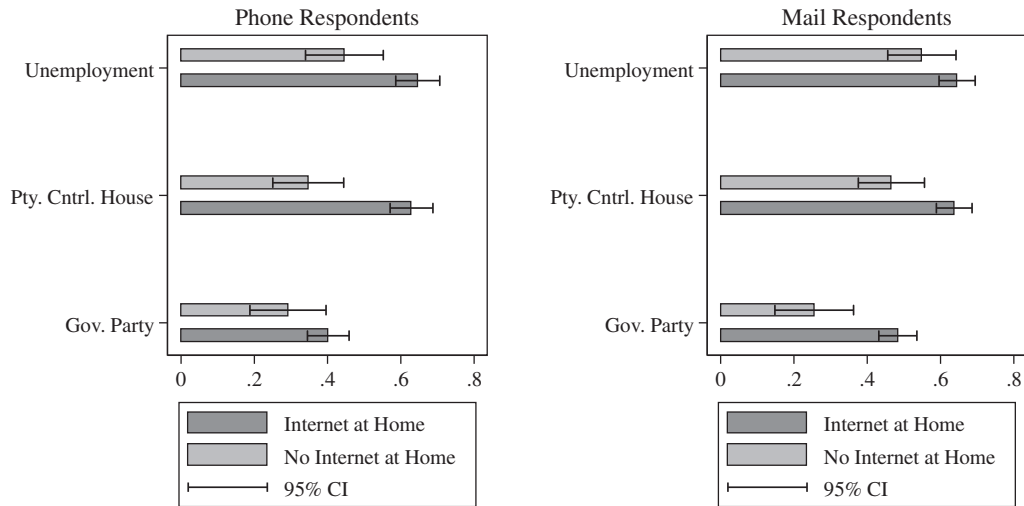 Phone Respondents
Unemployment
Pty. Cntrl. House
Gov. Party
0 .2 .4 .6 .8
Internet at Home
No Internet at Home
95% CI
Mail Respondents
Unemployment
Pty. Cntrl. House
Gov. Party
0 .2 .4 .6 .8
Internet at Home
No Internet at Home
95% CI